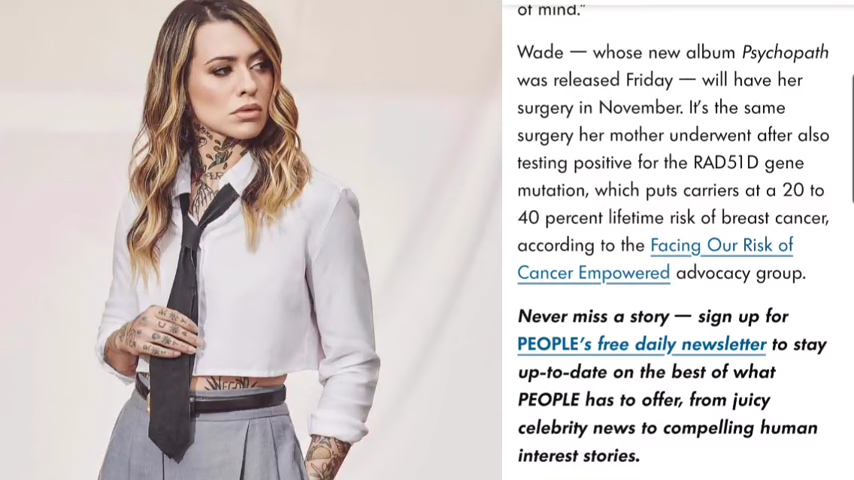 of mind."
Wade — whose new album Psychopath
was released Friday — will have her
surgery in November. It's the same
surgery her mother underwent after also
testing positive for the RAD51D gene
mutation, which puts carriers at a 20 to
40 percent lifetime risk of breast cancer,
according to the Facing Our Risk of
Cancer Empowered advocacy group.
Never miss a story — sign up for
PEOPLE's free daily newsletter to stay
up-to-date on the best of what
PEOPLE has to offer, from juicy
celebrity news to compelling human
interest stories.